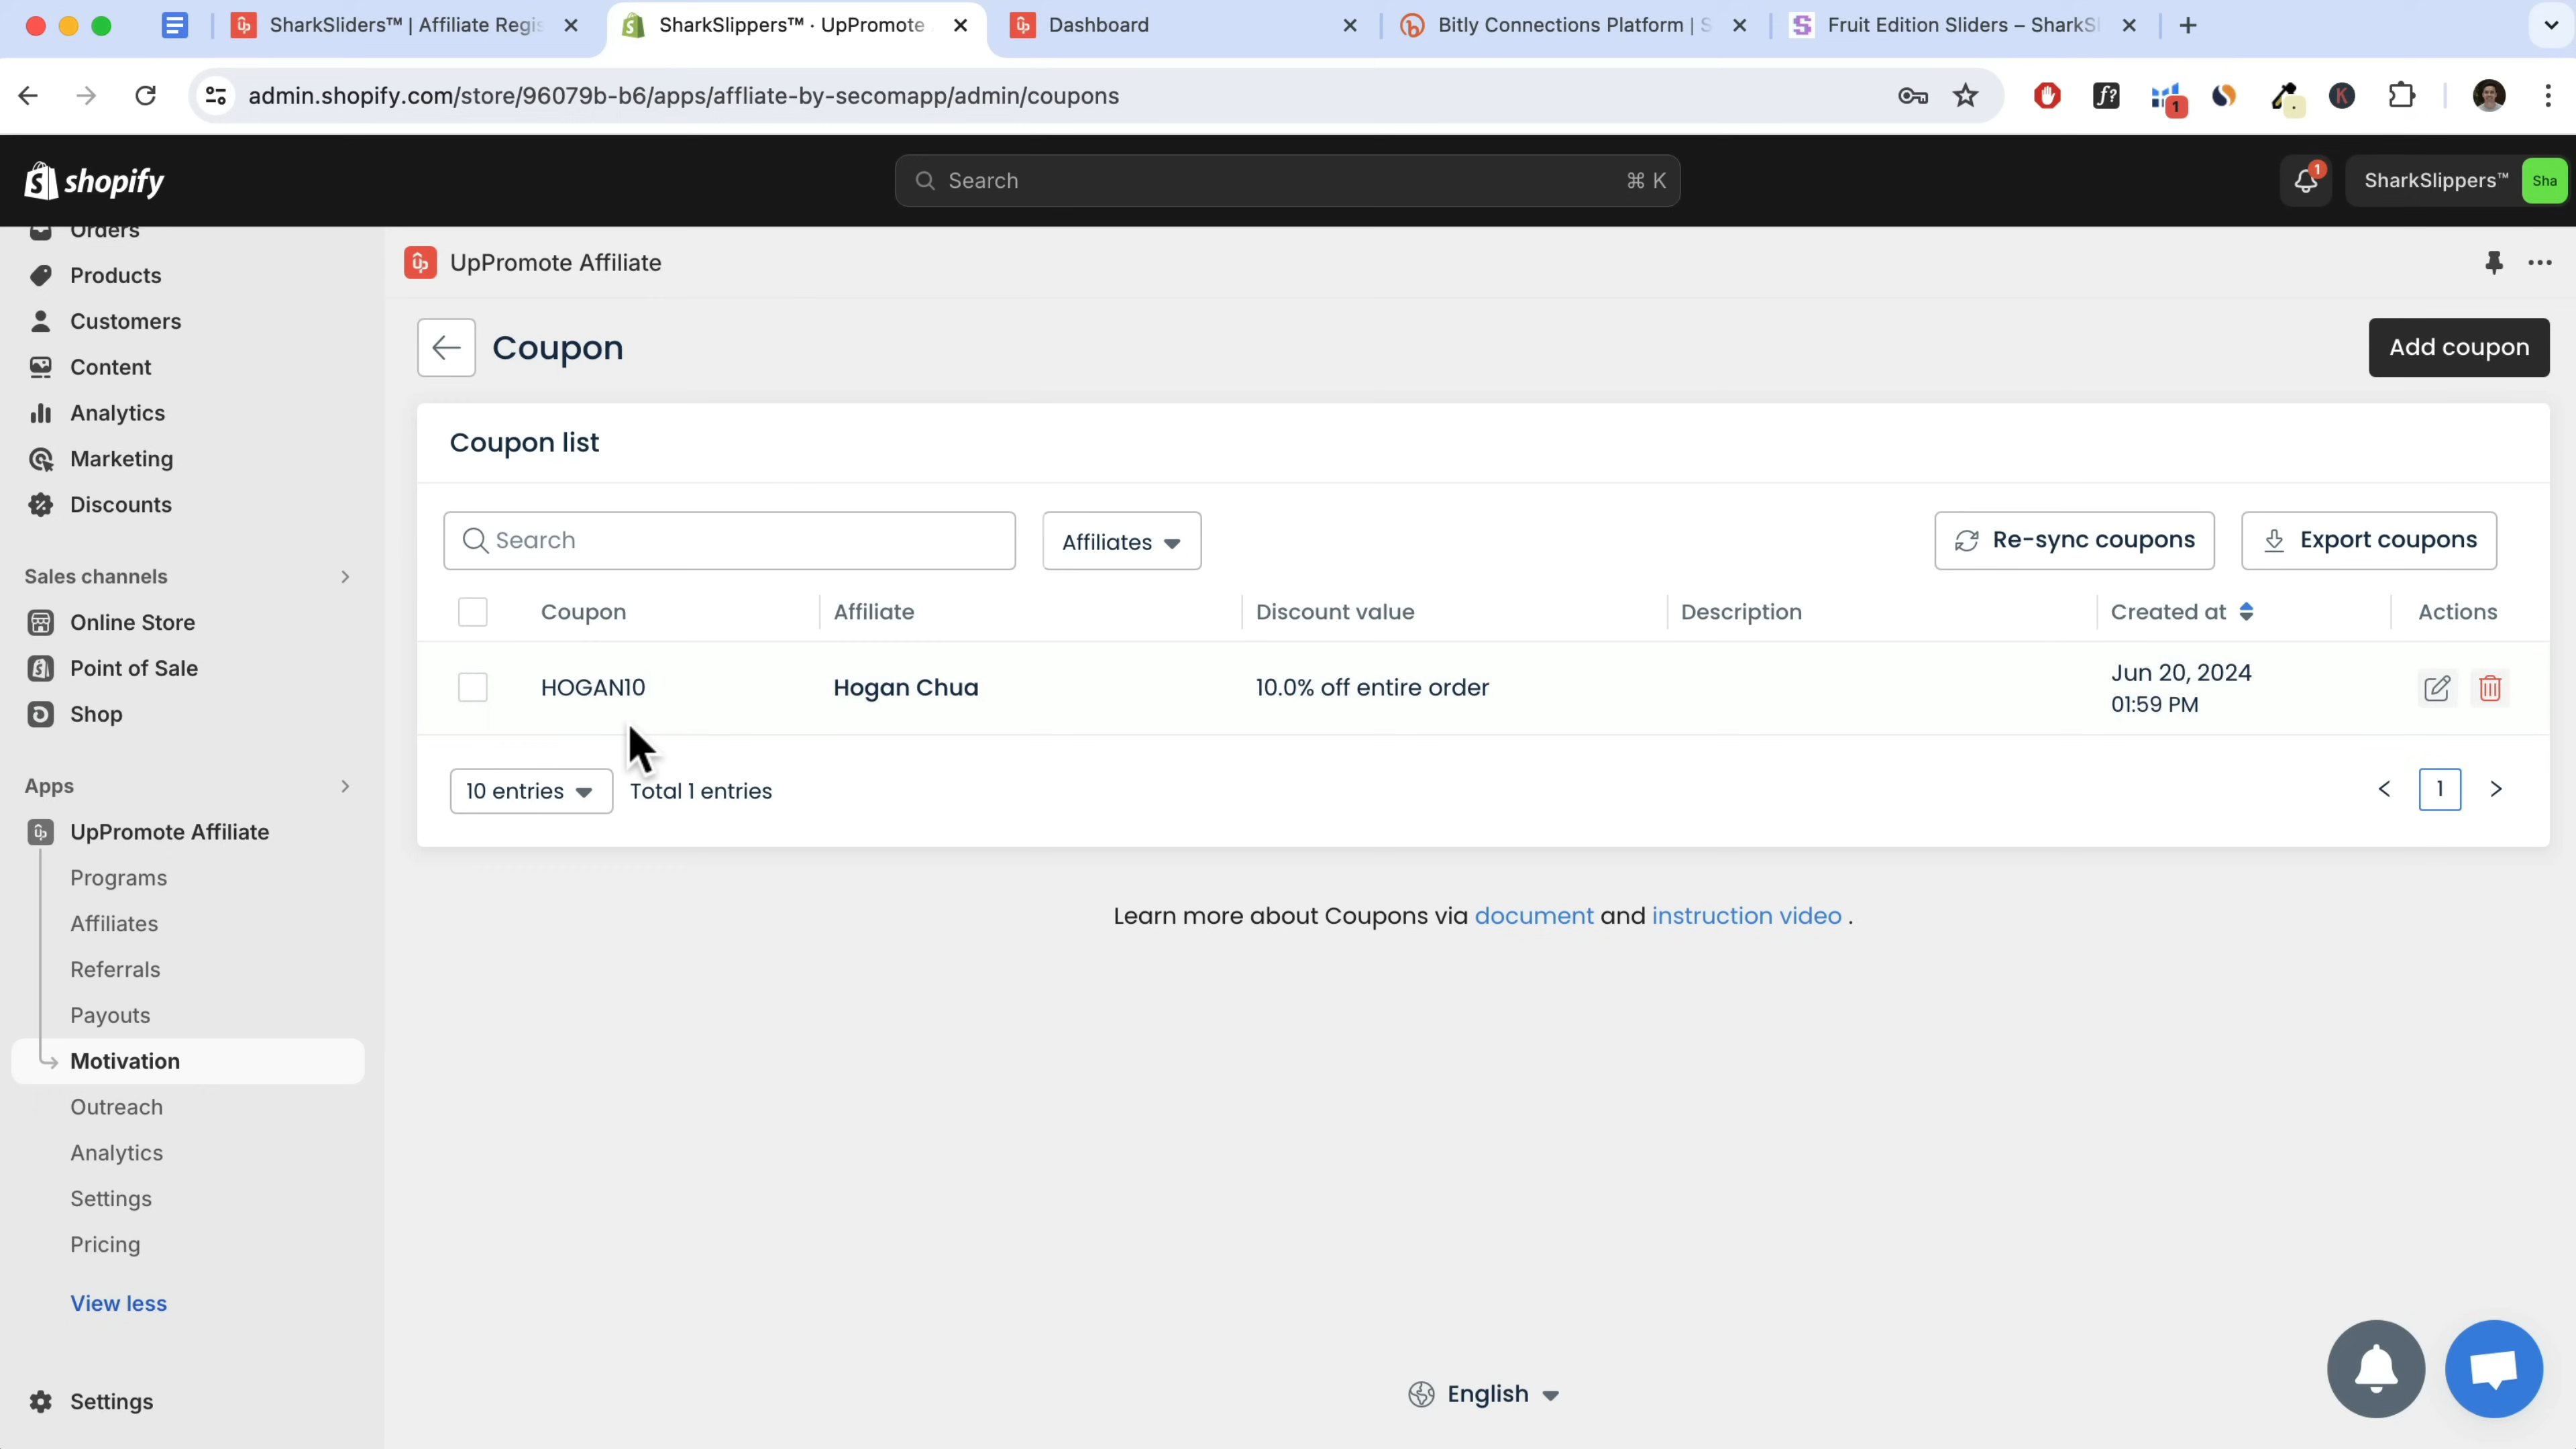 SharkSliders™ | Affiliate Regis
SharkSlippers™ · UpPromote
Dashboard
Bitly Connections Platform | S
Fruit Edition Sliders – SharkSl
admin.shopify.com/store/96079b-b6/apps/affliate-by-secomapp/admin/coupons
f?
1
K
shopify
Search
⌘ K
1
SharkSlippers™
Sha
Orders
Products
Customers
Content
Analytics
Marketing
Discounts
Sales channels
Online Store
Point of Sale
Shop
Apps
UpPromote Affiliate
Programs
Affiliates
Referrals
Payouts
Motivation
Outreach
Analytics
Settings
Pricing
View less
Settings
UpPromote Affiliate
Coupon
Add coupon
Coupon list
Search
Affiliates
Re-sync coupons
Export coupons
Coupon
Affiliate
Discount value
Description
Created at
Actions
HOGAN10
Hogan Chua
10.0% off entire order
Jun 20, 2024
01:59 PM
10 entries
Total 1 entries
1
Learn more about Coupons via document and instruction video .
English